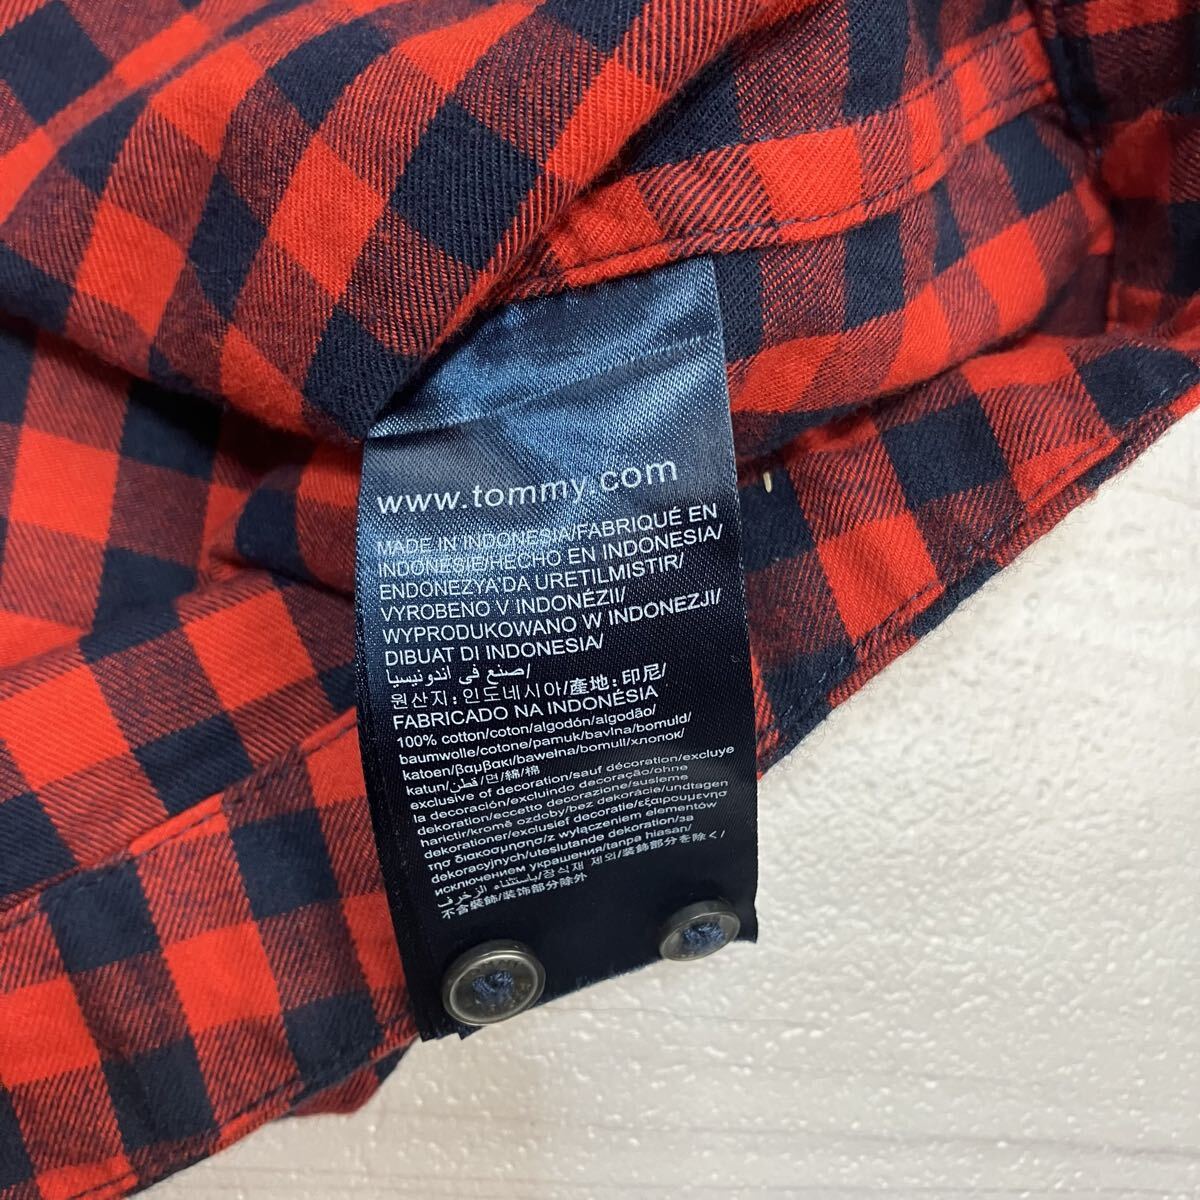 www.tommy.com
MADE IN INDONESIA/FABRIQUÉ EN
INDONESIE/HECHO EN INDONESIA/
ENDONEZYA'DA URETILMISTIR/
VYROBENO V INDONÉZII/
WYPRODUKOWANO W INDONEZJI/
DIBUAT DI INDONESIA/
صنع في اندونيسيا/
원산지: 인도네시아/產地: 印尼/
FABRICADO NA INDONÉSIA
100% cotton/coton/algodón/algodão/
baumwolle/cotone/pamuk/bavlna/bomuld/
katoen/βαμβακι/bawełna/bomull/хлопок/
katun/قطن/면/綿/棉
exclusive of decoration/sauf décoration/excluye
la decoración/excluindo decoração/ohne
dekoration/eccetto decorazione/susleme
harictir/kromě ozdoby/bez dekorácie/undtagen
dekorationer/exclusief decoratie/εξαιρουμενησ
τησ διακοσμησησ/z wyłączeniem elementów
dekoracyjnych/uteslutande dekoration/за
исключением украшения/tanpa hiasan/
باستثناء الزخرف/장식재 제외/装飾部分を除く/
不含裝飾/装饰部分除外